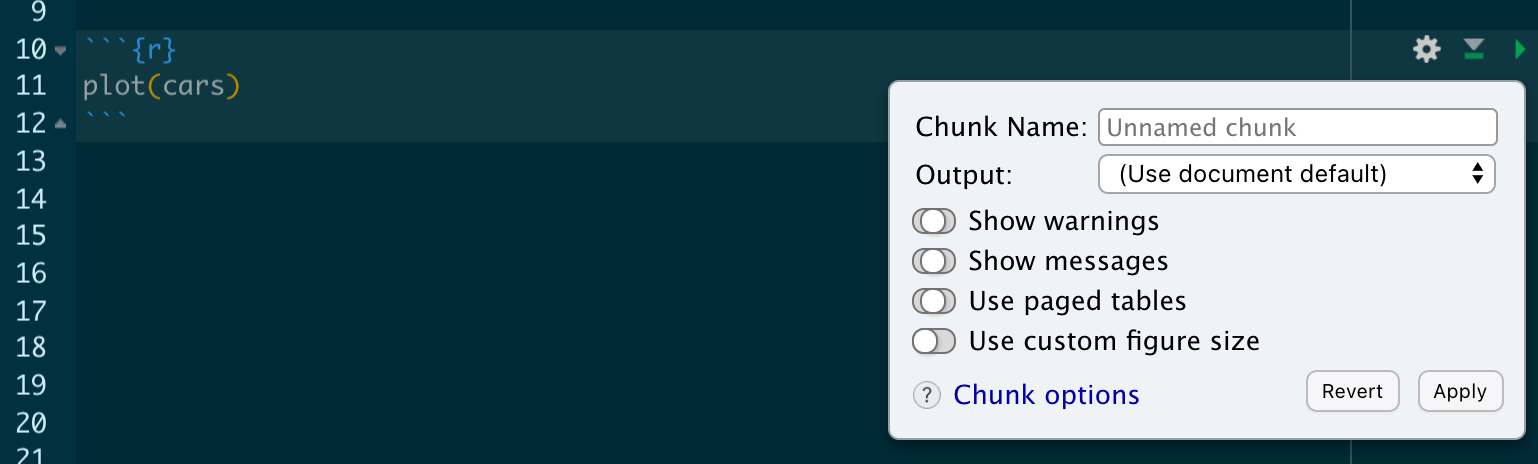 9
10 ```{r}
11 plot(cars)
12 ```
13
14
15
16
17
18
19
20
21
Chunk Name: Unnamed chunk
Output: (Use document default)
Show warnings
Show messages
Use paged tables
Use custom figure size
? Chunk options Revert Apply